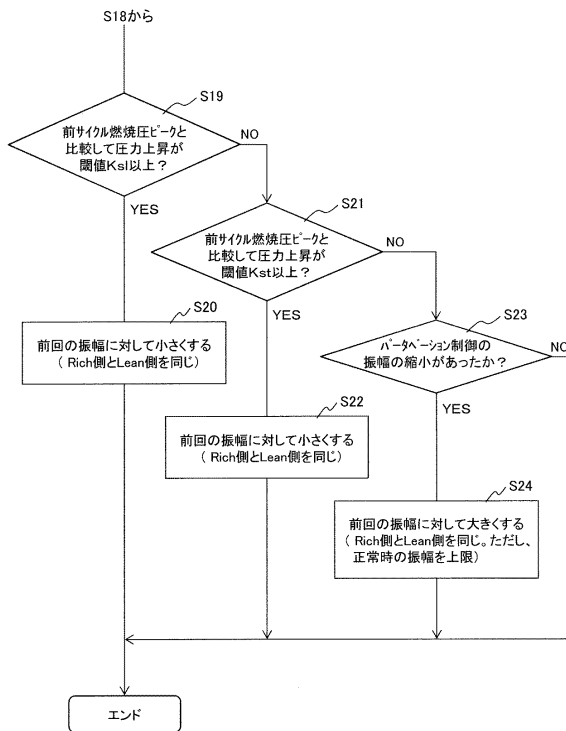 S18から
S19
前サイクル燃焼圧ピークと
比較して圧力上昇が
閾値Ksl以上？
NO
YES
S21
前サイクル燃焼圧ピークと
比較して圧力上昇が
閾値Kst以上？
NO
YES
S20
前回の振幅に対して小さくする
（Rich側とLean側を同じ）
S23
パータベーション制御の
振幅の縮小があったか？
NO
YES
S22
前回の振幅に対して小さくする
（Rich側とLean側を同じ）
S24
前回の振幅に対して大きくする
（Rich側とLean側を同じ。ただし、
正常時の振幅を上限）
エンド